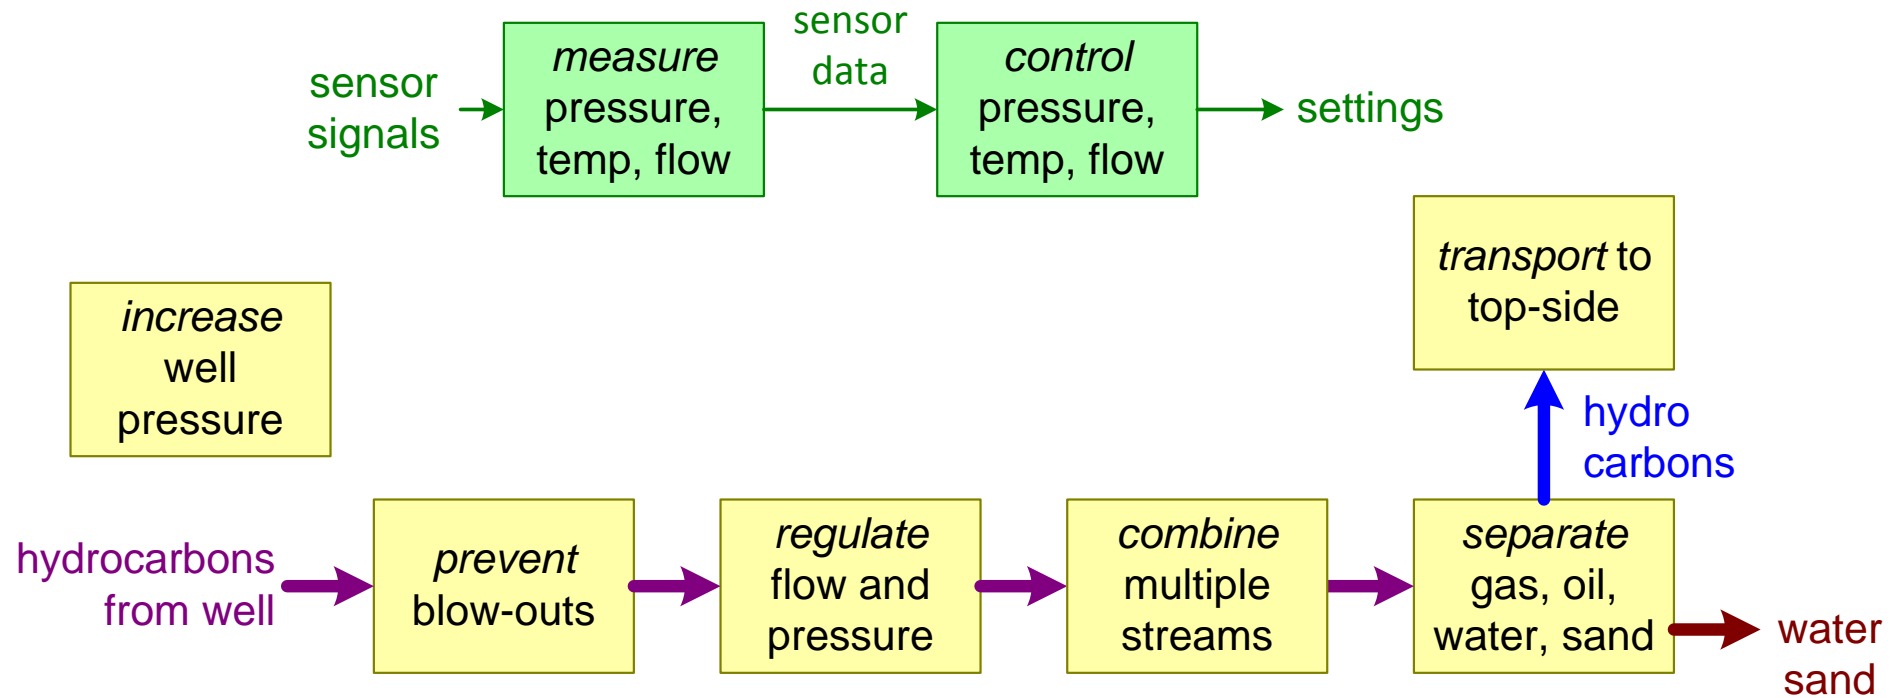 sensor
signals
measure
pressure,
temp, flow
sensor
data
control
pressure,
temp, flow
settings
transport to
top-side
increase
well
pressure
hydro
carbons
hydrocarbons
from well
prevent
blow-outs
regulate
flow and
pressure
combine
multiple
streams
separate
gas, oil,
water, sand
water
sand